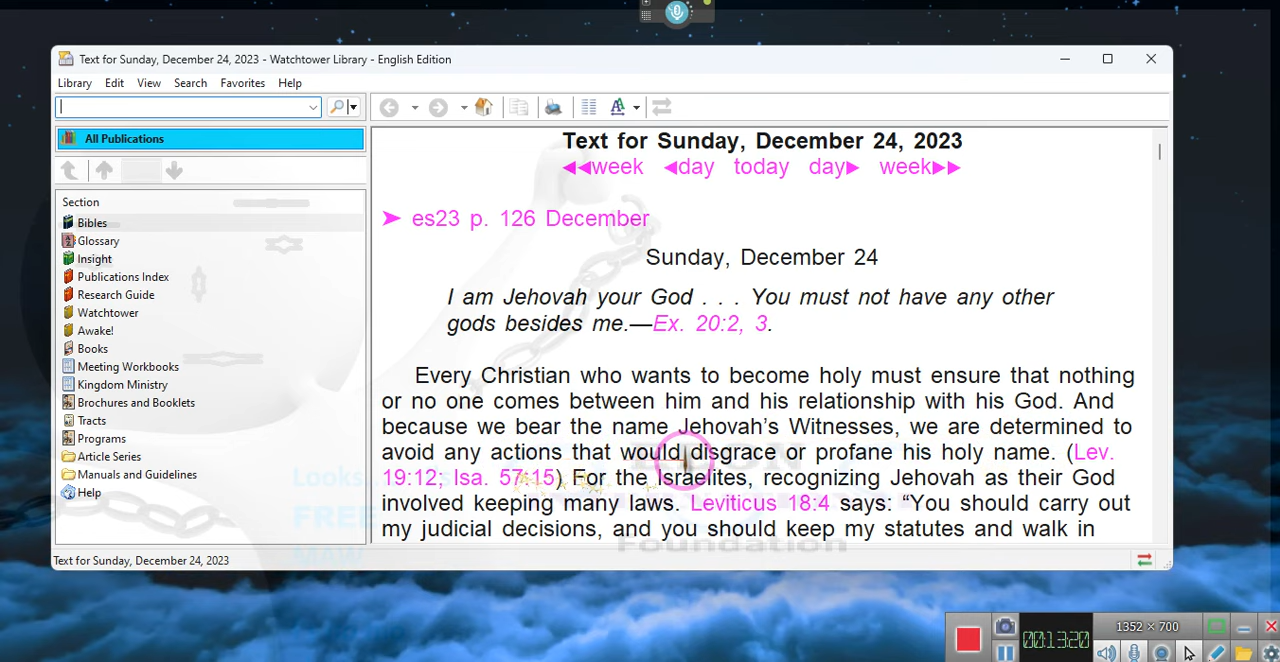 Text for Sunday, December 24, 2023 - Watchtower Library - English Edition
Library Edit View Search Favorites Help
All Publications
Section
Bibles
Glossary
Insight
Publications Index
Research Guide
Watchtower
Awake!
Books
Meeting Workbooks
Kingdom Ministry
Brochures and Booklets
Tracts
Programs
Article Series
Manuals and Guidelines
Help
Text for Sunday, December 24, 2023
◀◀week ◀day today day▶ week▶▶
➤ es23 p. 126 December
Sunday, December 24
I am Jehovah your God . . . You must not have any other
gods besides me.—Ex. 20:2, 3.
Every Christian who wants to become holy must ensure that nothing
or no one comes between him and his relationship with his God. And
because we bear the name Jehovah’s Witnesses, we are determined to
avoid any actions that would disgrace or profane his holy name. (Lev.
19:12; Isa. 57:15) For the Israelites, recognizing Jehovah as their God
involved keeping many laws. Leviticus 18:4 says: “You should carry out
my judicial decisions, and you should keep my statutes and walk in
Looks
FREE
Foundation
Text for Sunday, December 24, 2023
1352 × 700
00:13:20